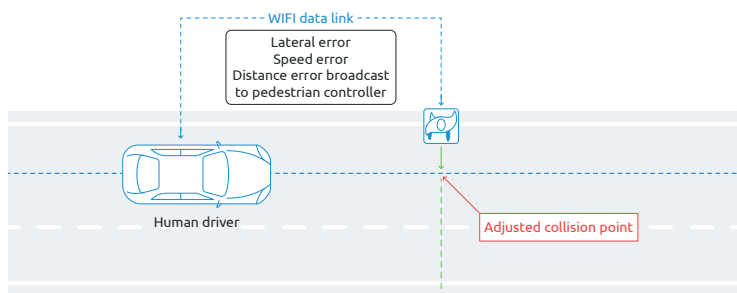 WIFI data link
Lateral error
Speed error
Distance error broadcast
to pedestrian controller
Human driver
Adjusted collision point